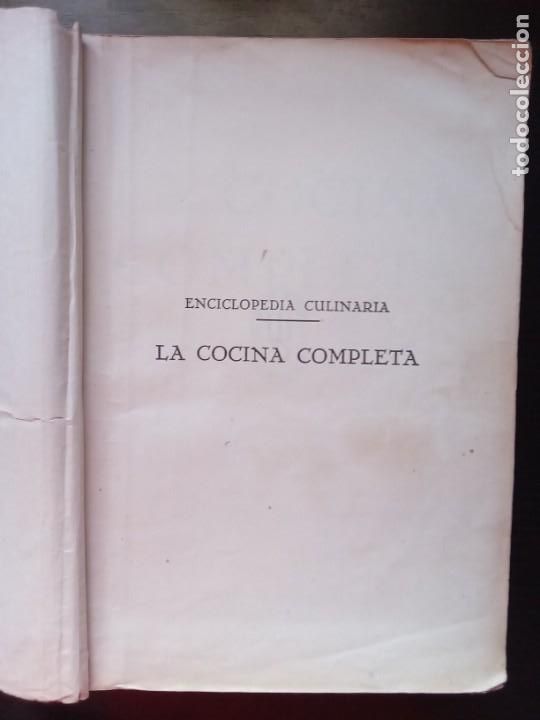 ENCICLOPEDIA CULINARIA
LA COCINA COMPLETA
todocoleccion